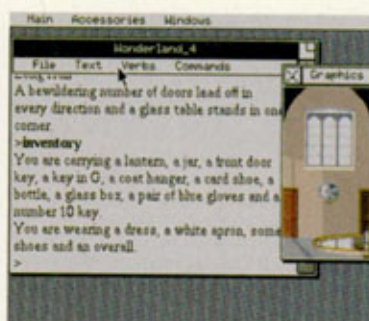 Main Accessories Windows
Wonderland_4
File Text Verbs Commands
A bewildering number of doors lead off in
every direction and a glass table stands in one
corner.
>inventory
You are carrying a lantern, a jar, a front door
key, a key in G, a coat hanger, a card shoe, a
bottle, a glass box, a pair of blue gloves and a
number 10 key.
You are wearing a dress, a white apron, some
shoes and an overall.
>
Graphics